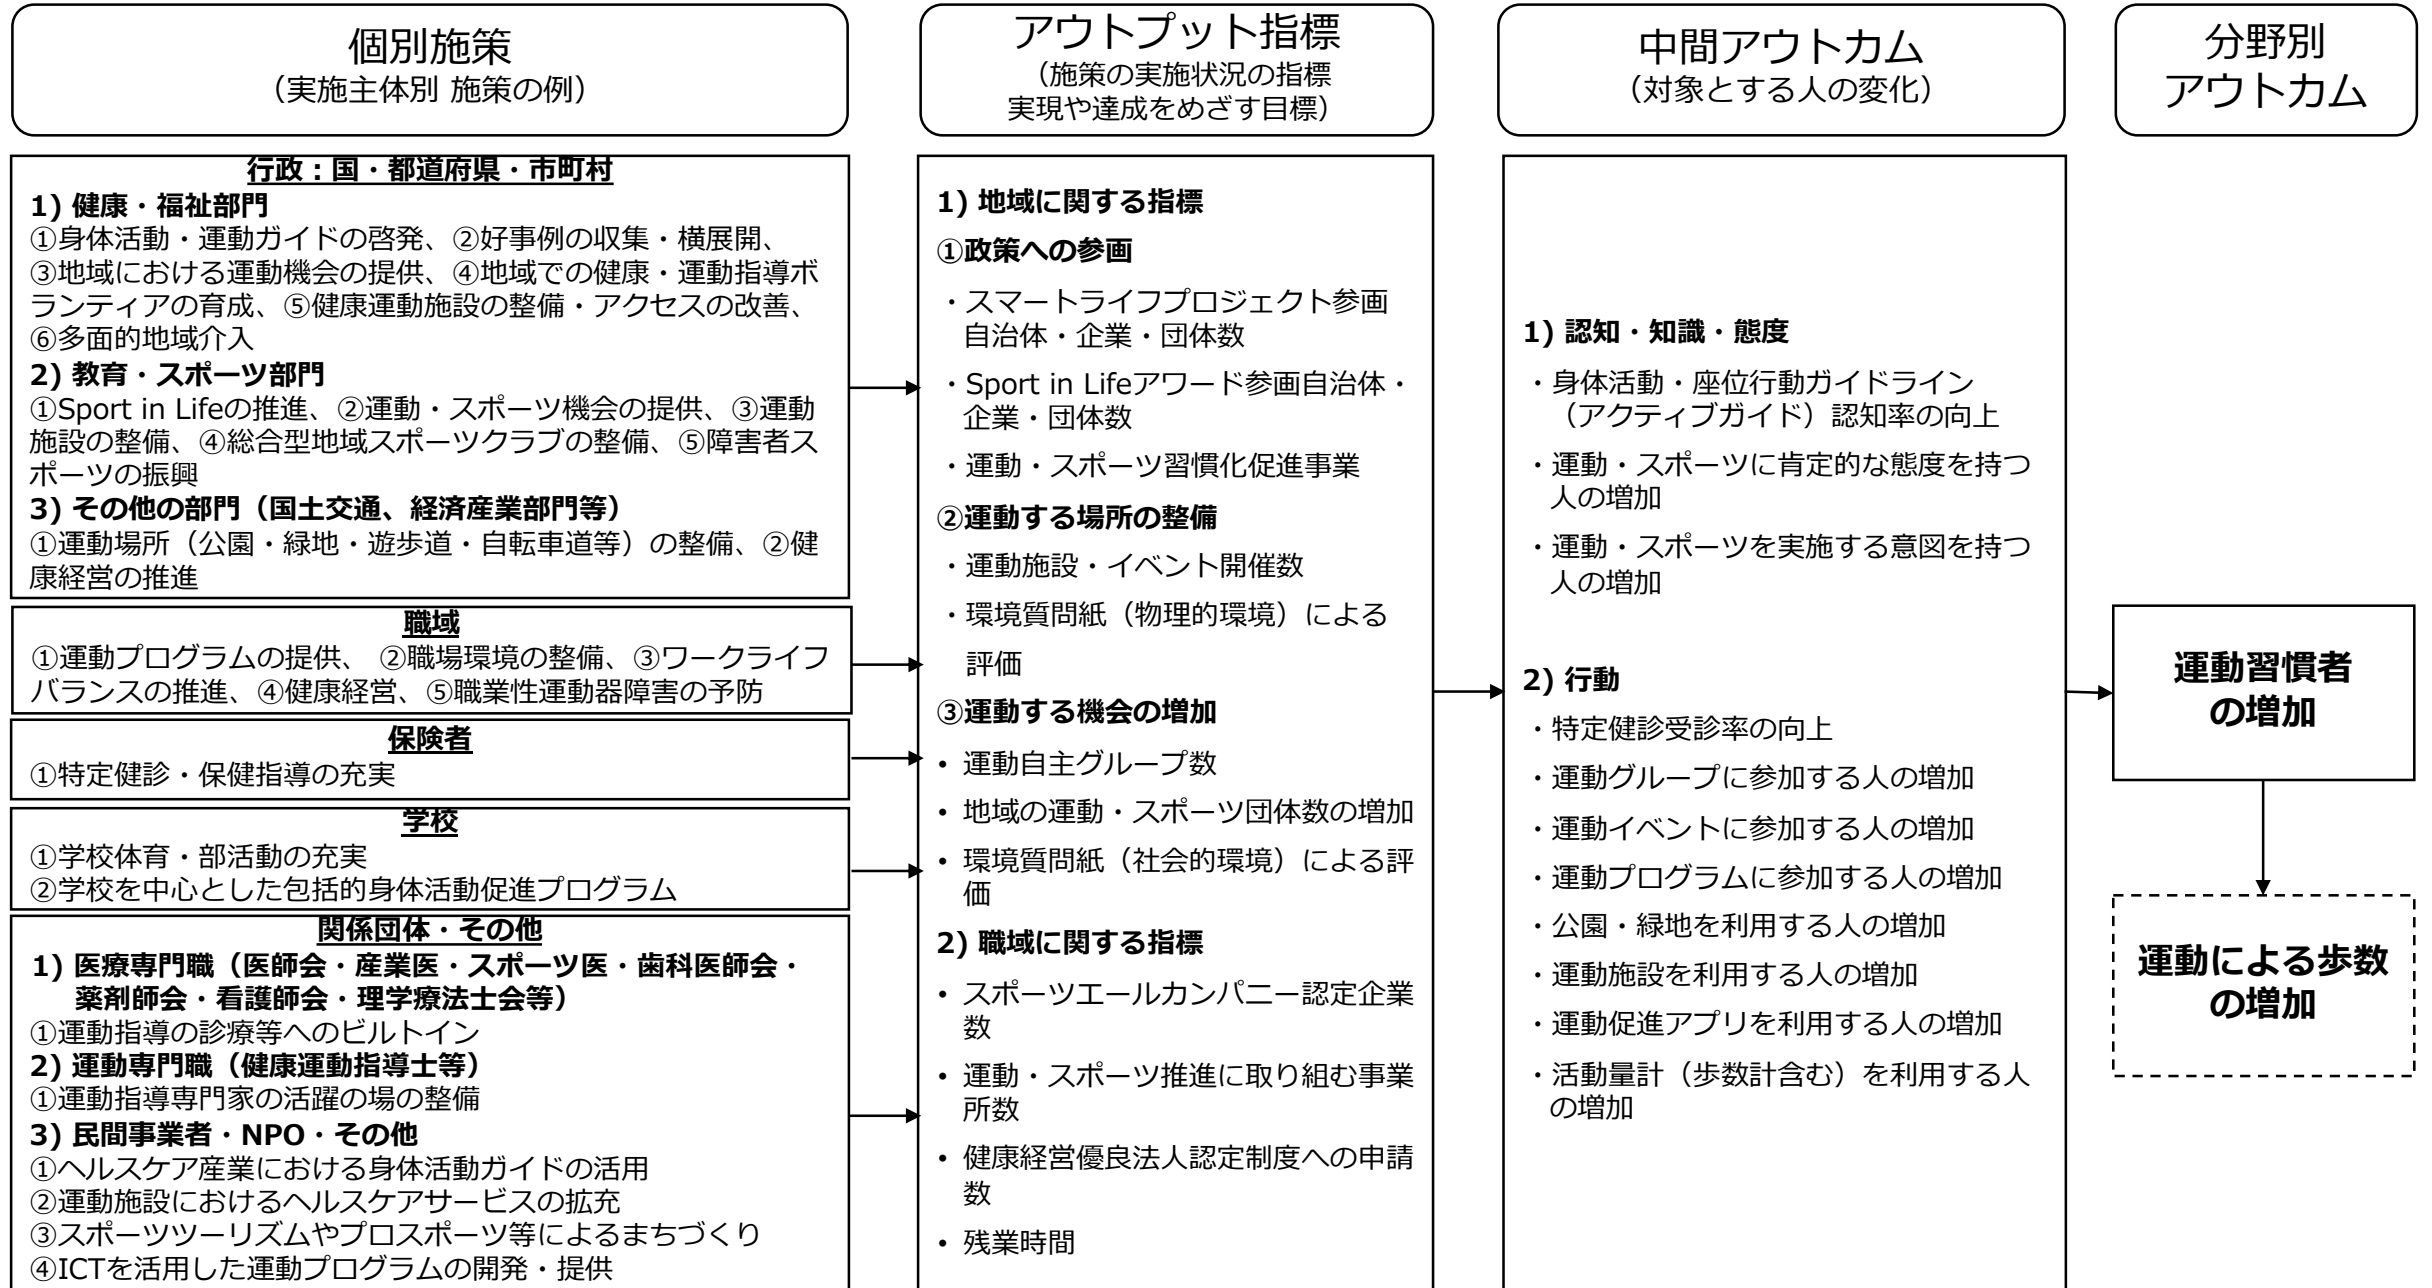 個別施策
（実施主体別 施策の例）
アウトプット指標
（施策の実施状況の指標
実現や達成をめざす目標）
中間アウトカム
（対象とする人の変化）
分野別
アウトカム
行政：国・都道府県・市町村
1) 健康・福祉部門
①身体活動・運動ガイドの啓発、②好事例の収集・横展開、
③地域における運動機会の提供、④地域での健康・運動指導ボ
ランティアの育成、⑤健康運動施設の整備・アクセスの改善、
⑥多面的地域介入
2) 教育・スポーツ部門
①Sport in Lifeの推進、②運動・スポーツ機会の提供、③運動
施設の整備、④総合型地域スポーツクラブの整備、⑤障害者ス
ポーツの振興
3) その他の部門（国土交通、経済産業部門等）
①運動場所（公園・緑地・遊歩道・自転車道等）の整備、②健
康経営の推進
職域
①運動プログラムの提供、 ②職場環境の整備、③ワークライフ
バランスの推進、④健康経営、⑤職業性運動器障害の予防
保険者
①特定健診・保健指導の充実
学校
①学校体育・部活動の充実
②学校を中心とした包括的身体活動促進プログラム
関係団体・その他
1) 医療専門職（医師会・産業医・スポーツ医・歯科医師会・
薬剤師会・看護師会・理学療法士会等）
①運動指導の診療等へのビルトイン
2) 運動専門職（健康運動指導士等）
①運動指導専門家の活躍の場の整備
3) 民間事業者・NPO・その他
①ヘルスケア産業における身体活動ガイドの活用
②運動施設におけるヘルスケアサービスの拡充
③スポーツツーリズムやプロスポーツ等によるまちづくり
④ICTを活用した運動プログラムの開発・提供
1) 地域に関する指標
①政策への参画
・スマートライフプロジェクト参画
自治体・企業・団体数
・Sport in Lifeアワード参画自治体・
企業・団体数
・運動・スポーツ習慣化促進事業
②運動する場所の整備
・運動施設・イベント開催数
・環境質問紙（物理的環境）による
評価
③運動する機会の増加
• 運動自主グループ数
• 地域の運動・スポーツ団体数の増加
• 環境質問紙（社会的環境）による評
価
2) 職域に関する指標
• スポーツエールカンパニー認定企業
数
• 運動・スポーツ推進に取り組む事業
所数
• 健康経営優良法人認定制度への申請
数
• 残業時間
1) 認知・知識・態度
・身体活動・座位行動ガイドライン
（アクティブガイド）認知率の向上
・運動・スポーツに肯定的な態度を持つ
人の増加
・運動・スポーツを実施する意図を持つ
人の増加
2) 行動
・特定健診受診率の向上
・運動グループに参加する人の増加
・運動イベントに参加する人の増加
・運動プログラムに参加する人の増加
・公園・緑地を利用する人の増加
・運動施設を利用する人の増加
・運動促進アプリを利用する人の増加
・活動量計（歩数計含む）を利用する人
の増加
運動習慣者
の増加
運動による歩数
の増加